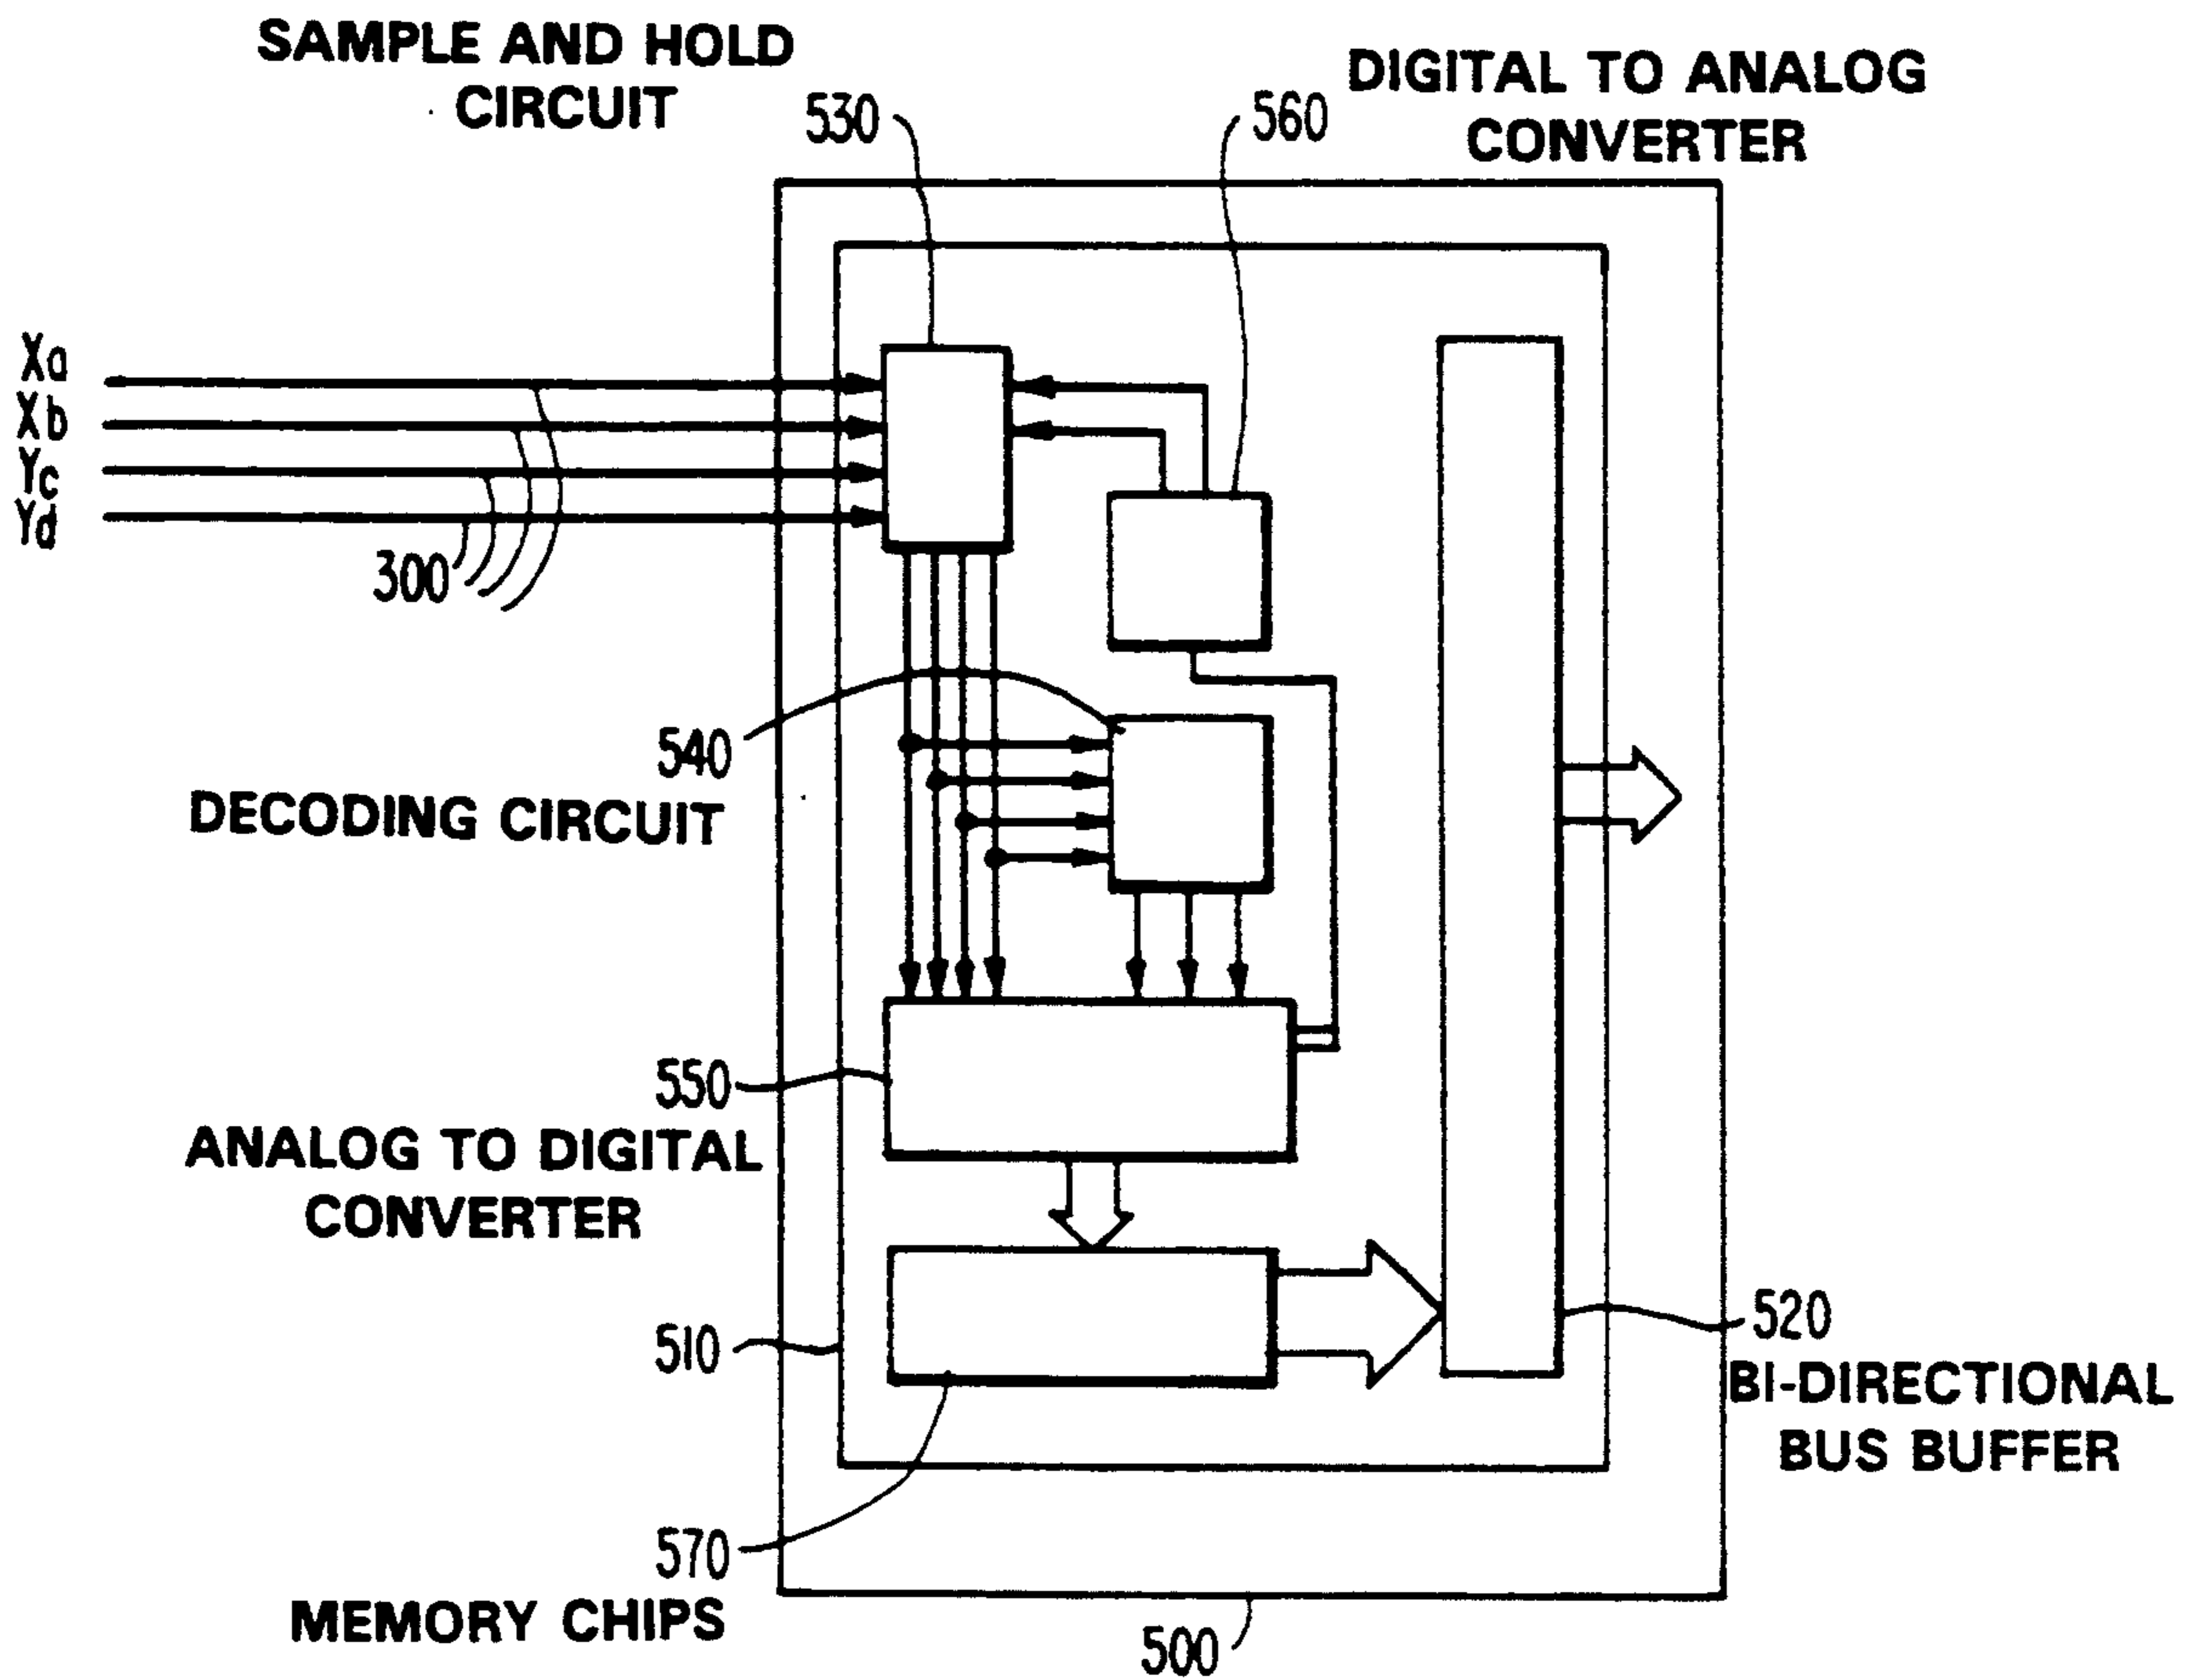 SAMPLE AND HOLD
CIRCUIT
530
560
DIGITAL TO ANALOG
CONVERTER
Xa
Xb
Yc
Yd
300
540
DECODING CIRCUIT
550
ANALOG TO DIGITAL
CONVERTER
510
520
BI-DIRECTIONAL
BUS BUFFER
570
MEMORY CHIPS
500